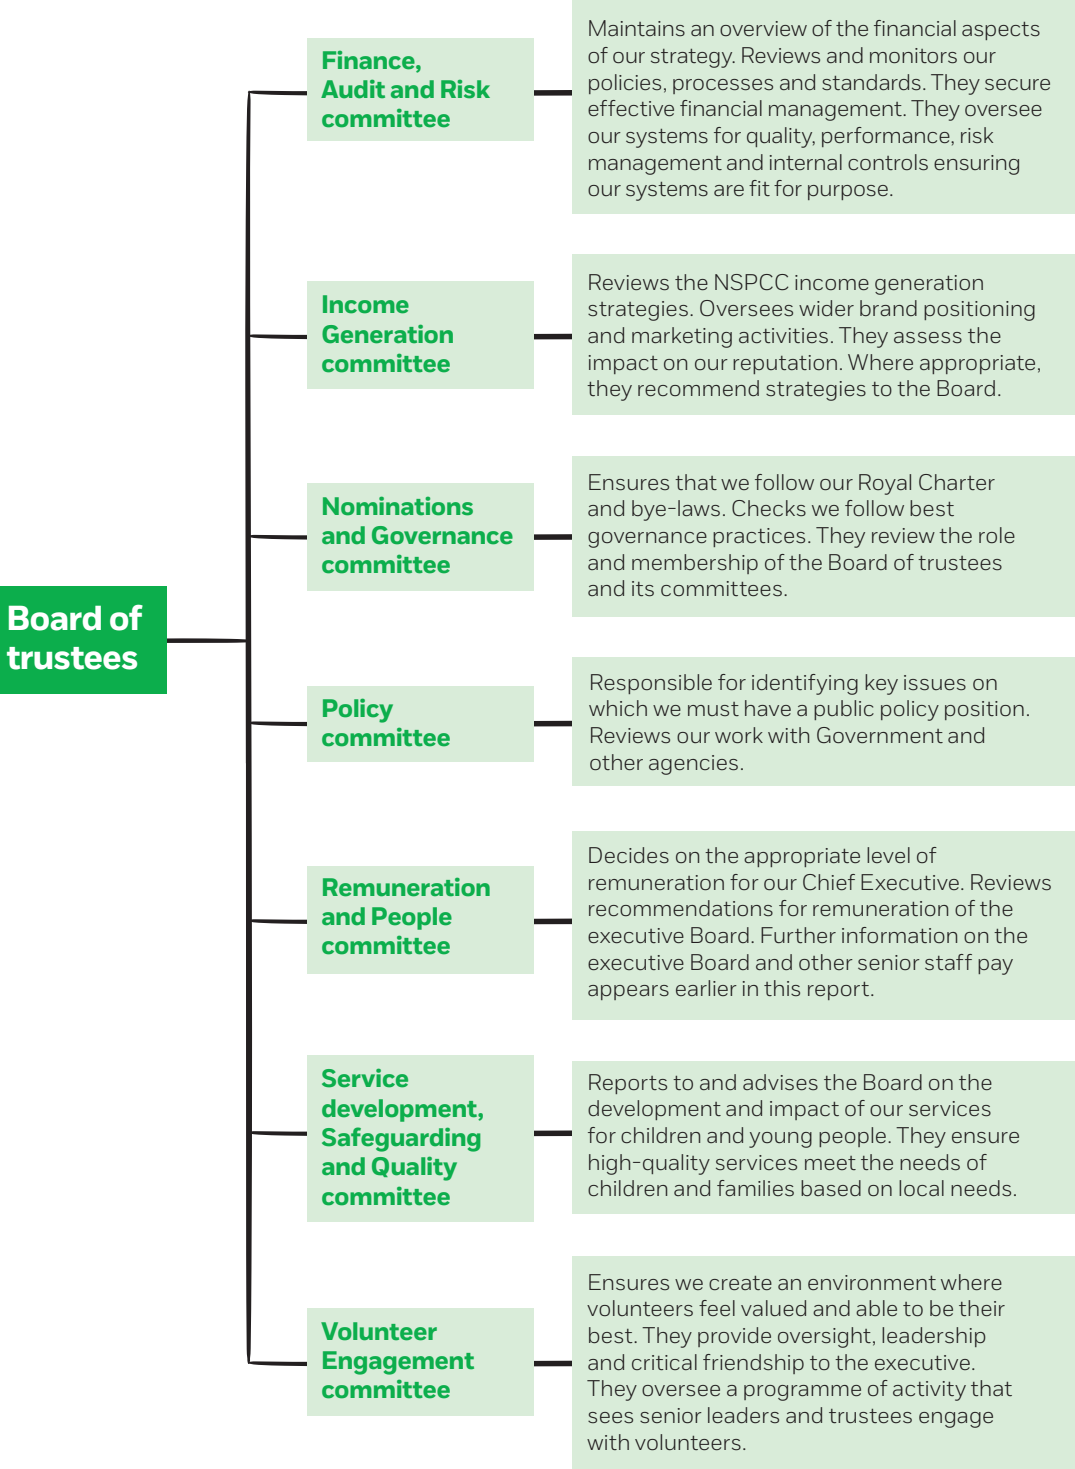 Board of
trustees
Finance,
Audit and Risk
committee
Maintains an overview of the financial aspects
of our strategy. Reviews and monitors our
policies, processes and standards. They secure
effective financial management. They oversee
our systems for quality, performance, risk
management and internal controls ensuring
our systems are fit for purpose.
Income
Generation
committee
Reviews the NSPCC income generation
strategies. Oversees wider brand positioning
and marketing activities. They assess the
impact on our reputation. Where appropriate,
they recommend strategies to the Board.
Nominations
and Governance
committee
Ensures that we follow our Royal Charter
and bye-laws. Checks we follow best
governance practices. They review the role
and membership of the Board of trustees
and its committees.
Policy
committee
Responsible for identifying key issues on
which we must have a public policy position.
Reviews our work with Government and
other agencies.
Remuneration
and People
committee
Decides on the appropriate level of
remuneration for our Chief Executive. Reviews
recommendations for remuneration of the
executive Board. Further information on the
executive Board and other senior staff pay
appears earlier in this report.
Service
development,
Safeguarding
and Quality
committee
Reports to and advises the Board on the
development and impact of our services
for children and young people. They ensure
high-quality services meet the needs of
children and families based on local needs.
Volunteer
Engagement
committee
Ensures we create an environment where
volunteers feel valued and able to be their
best. They provide oversight, leadership
and critical friendship to the executive.
They oversee a programme of activity that
sees senior leaders and trustees engage
with volunteers.